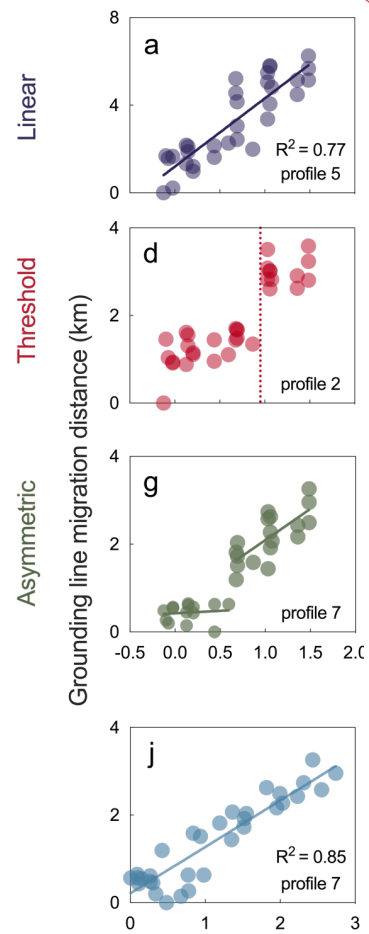 Linear
Threshold
Asymmetric
Grounding line migration distance (km)
8
a
4
R² = 0.77
profile 5
0
4
d
2
profile 2
0
4
g
2
profile 7
0
-0.5 0.0 0.5 1.0 1.5 2.0
4
j
2
R² = 0.85
profile 7
0
0 1 2 3